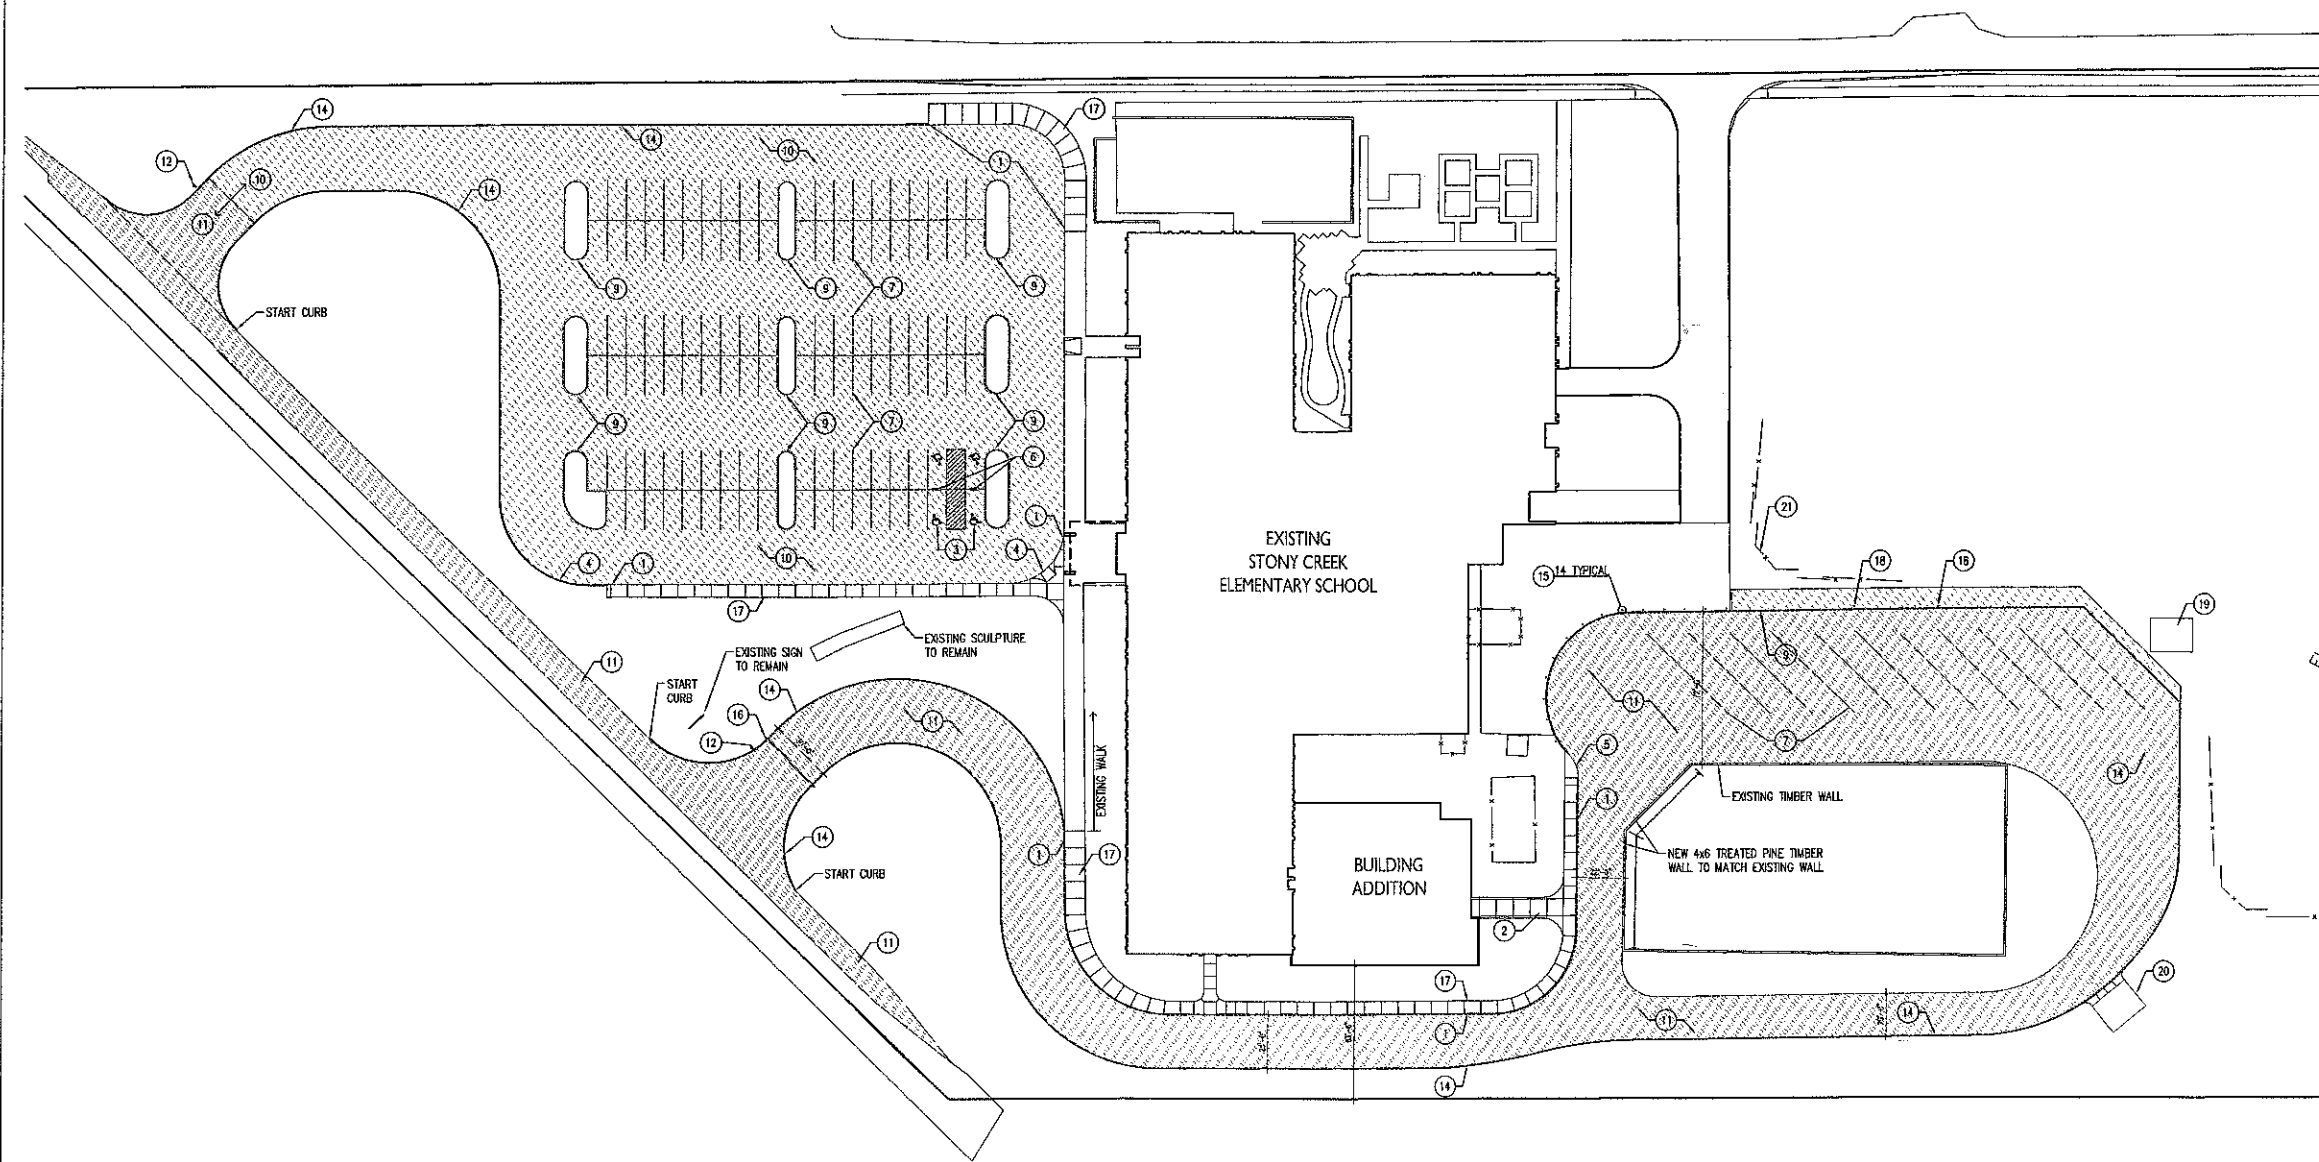 14
17
14
10
1
12
10
14
11
9
9
7
9
START CURB
9
9
7
9
6
21
1
EXISTING
STONY CREEK
ELEMENTARY SCHOOL
3
4
10
4
1
15
14 TYPICAL
18
18
19
17
EXISTING SCULPTURE
TO REMAIN
EXISTING SIGN
TO REMAIN
11
9
START
CURB
14
11
11
16
12
7
5
14
EXISTING WALK
EXISTING TIMBER WALL
1
14
1
17
NEW 4x6 TREATED PINE TIMBER
WALL TO MATCH EXISTING WALL
START CURB
BUILDING
ADDITION
2
11
20
17
1
11
14
14